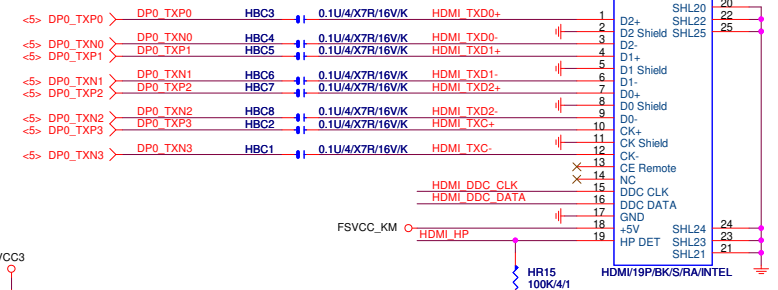 SHL20 20
<5> DP0_TXP0 DP0_TXP0 HBC3 0.1U/4/X7R/16V/K HDMI_TXD0+ 1 D2+ SHL22 22
2 D2 Shield SHL25 25
<5> DP0_TXN0 DP0_TXN0 HBC4 0.1U/4/X7R/16V/K HDMI_TXD0- 3 D2-
<5> DP0_TXP1 DP0_TXP1 HBC5 0.1U/4/X7R/16V/K HDMI_TXD1+ 4 D1+
5 D1 Shield
<5> DP0_TXN1 DP0_TXN1 HBC6 0.1U/4/X7R/16V/K HDMI_TXD1- 6 D1-
<5> DP0_TXP2 DP0_TXP2 HBC7 0.1U/4/X7R/16V/K HDMI_TXD2+ 7 D0+
8 D0 Shield
<5> DP0_TXN2 DP0_TXN2 HBC8 0.1U/4/X7R/16V/K HDMI_TXD2- 9 D0-
<5> DP0_TXP3 DP0_TXP3 HBC2 0.1U/4/X7R/16V/K HDMI_TXC+ 10 CK+
11 CK Shield
<5> DP0_TXN3 DP0_TXN3 HBC1 0.1U/4/X7R/16V/K HDMI_TXC- 12 CK-
13 CE Remote
14 NC
HDMI_DDC_CLK 15 DDC CLK
HDMI_DDC_DATA 16 DDC DATA
17 GND
FSVCC_KM 18 +5V SHL24 24
HDMI_HP 19 HP DET SHL23 23
SHL21 21
VCC3
HR15 HDMI/19P/BK/S/RA/INTEL
100K/4/1